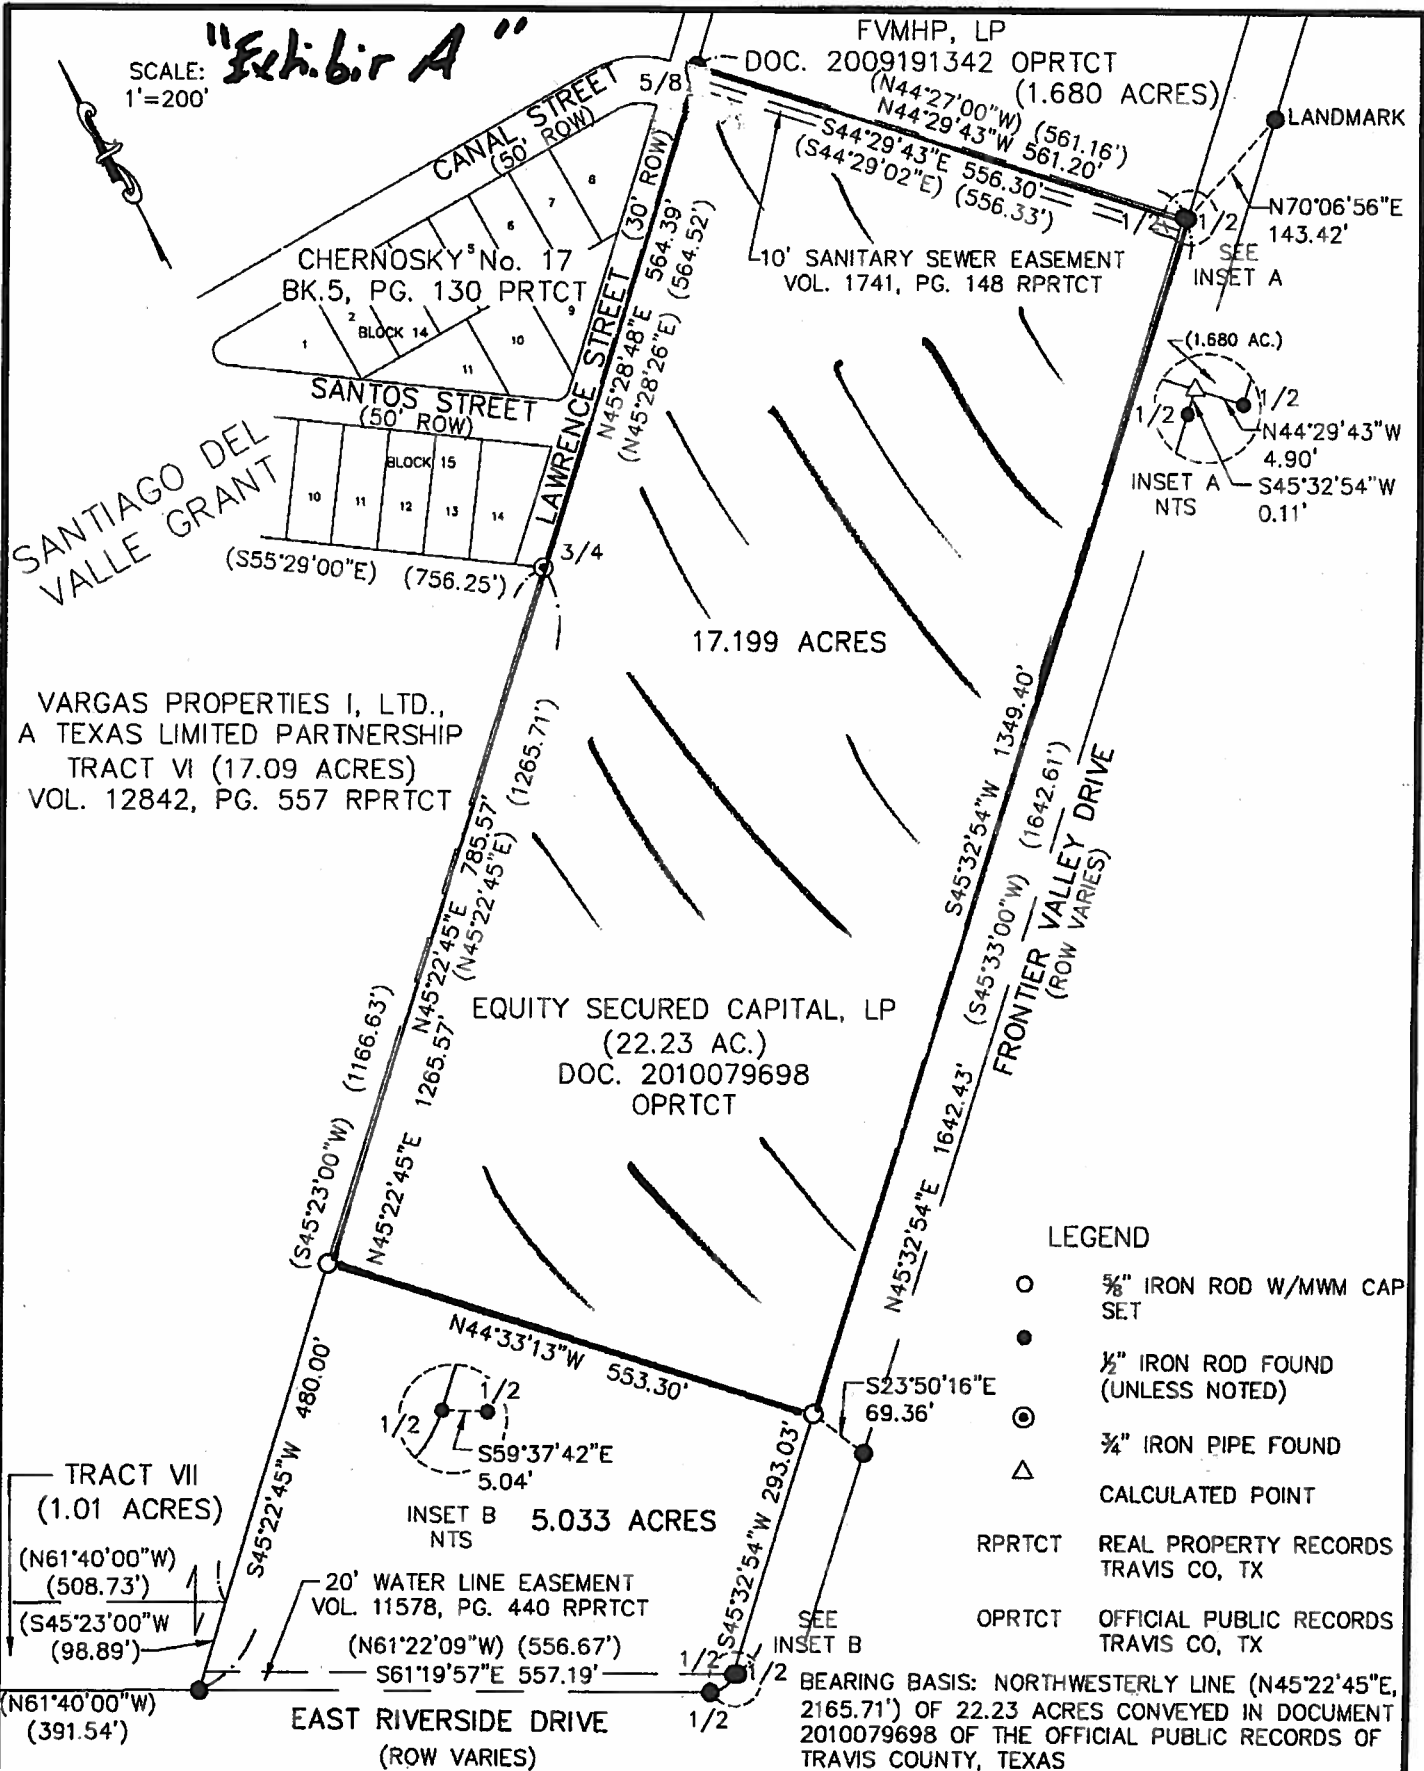 "Exhibir A"
SCALE:
1'=200'
FVMHP, LP
DOC. 2009191342 OPRTCT
(1.680 ACRES)
(N44°27'00"W) (561.16')
N44°29'43"W 561.20'
S44°29'43"E 556.30'
(S44°29'02"E) (556.33')
5/8
CANAL STREET
(50' ROW)
LANDMARK
N70°06'56"E
143.42'
1/2
1/2
SEE
INSET A
10' SANITARY SEWER EASEMENT
VOL. 1741, PG. 148 RPRTCT
8
7
6
5
CHERNOSKY No. 17
BK.5, PG. 130 PRTCT
1
2
BLOCK 14
9
10
11
LAWRENCE STREET (30' ROW)
N45°28'48"E 564.39'
(N45°28'26"E) (564.52')
SANTOS STREET
(50' ROW)
BLOCK 15
10
11
12
13
14
(1.680 AC.)
1/2
1/2
N44°29'43"W
4.90'
S45°32'54"W
0.11'
INSET A
NTS
SANTIAGO DEL
VALLE GRANT
(S55°29'00"E) (756.25')
3/4
17.199 ACRES
VARGAS PROPERTIES I, LTD.,
A TEXAS LIMITED PARTNERSHIP
TRACT VI (17.09 ACRES)
VOL. 12842, PG. 557 RPRTCT
N45°22'45"E 785.57'
(N45°22'45"E) (1265.71')
S45°32'54"W 1349.40'
(S45°33'00"W) (1642.61')
FRONTIER VALLEY DRIVE
(ROW VARIES)
EQUITY SECURED CAPITAL, LP
(22.23 AC.)
DOC. 2010079698
OPRTCT
(S45°23'00"W) (1166.63')
N45°22'45"E 1265.57'
N45°32'54"E 1642.43'
N44°33'13"W 553.30'
S23°50'16"E
69.36'
S45°22'45"W 480.00'
S45°32'54"W 293.03'
1/2
1/2
S59°37'42"E
5.04'
INSET B
NTS
5.033 ACRES
TRACT VII
(1.01 ACRES)
(N61°40'00"W)
(508.73')
(S45°23'00"W
(98.89')
20' WATER LINE EASEMENT
VOL. 11578, PG. 440 RPRTCT
(N61°22'09"W) (556.67')
S61°19'57"E 557.19'
SEE
INSET B
1/2
1/2
1/2
(N61°40'00"W)
(391.54')
EAST RIVERSIDE DRIVE
(ROW VARIES)
LEGEND
5/8" IRON ROD W/MWM CAP
SET
1/2" IRON ROD FOUND
(UNLESS NOTED)
3/4" IRON PIPE FOUND
CALCULATED POINT
RPRTCT REAL PROPERTY RECORDS
TRAVIS CO, TX
OPRTCT OFFICIAL PUBLIC RECORDS
TRAVIS CO, TX
BEARING BASIS: NORTHWESTERLY LINE (N45°22'45"E,
2165.71') OF 22.23 ACRES CONVEYED IN DOCUMENT
2010079698 OF THE OFFICIAL PUBLIC RECORDS OF
TRAVIS COUNTY, TEXAS